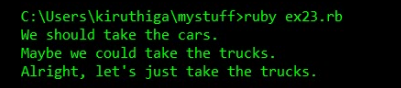 C:\Users\kiruthiga\mystuff>ruby ex23.rb
We should take the cars.
Maybe we could take the trucks.
Alright, let's just take the trucks.